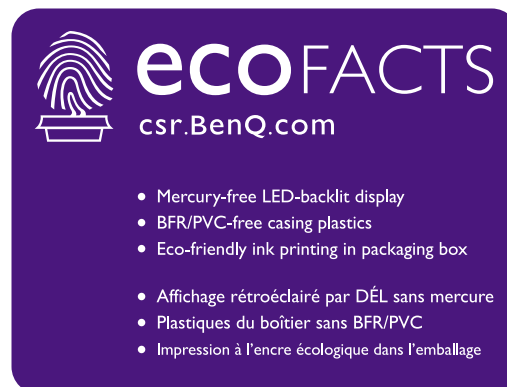 ecoFACTS
csr.BenQ.com
• Mercury-free LED-backlit display
• BFR/PVC-free casing plastics
• Eco-friendly ink printing in packaging box
• Affichage rétroéclairé par DÉL sans mercure
• Plastiques du boîtier sans BFR/PVC
• Impression à l'encre écologique dans l'emballage